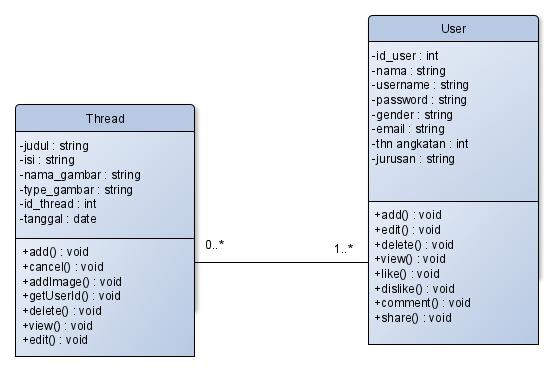 Thread
-judul : string
-isi : string
-nama_gambar : string
-type_gambar : string
-id_thread : int
-tanggal : date
+add() : void
+cancel() : void
+addImage() : void
+getUserId() : void
+delete() : void
+view() : void
+edit() : void
0..*
1..*
User
-id_user : int
-nama : string
-username : string
-password : string
-gender : string
-email : string
-thn angkatan : int
-jurusan : string
+add() : void
+edit() : void
+delete() : void
+view() : void
+like() : void
+dislike() : void
+comment() : void
+share() : void